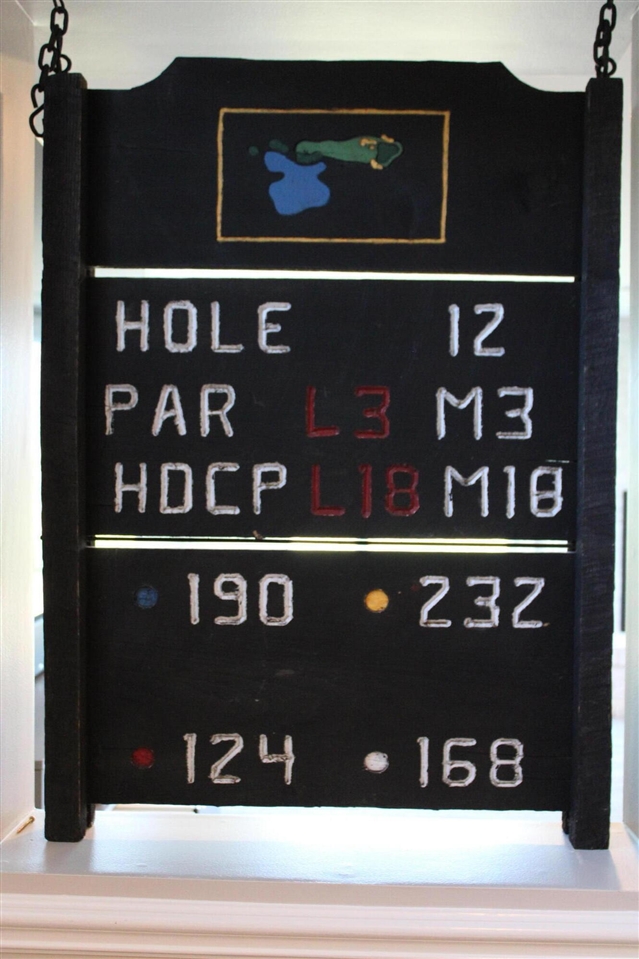 HOLE 12
PAR L3 M3
HDCP L18 M18
190 232
124 168